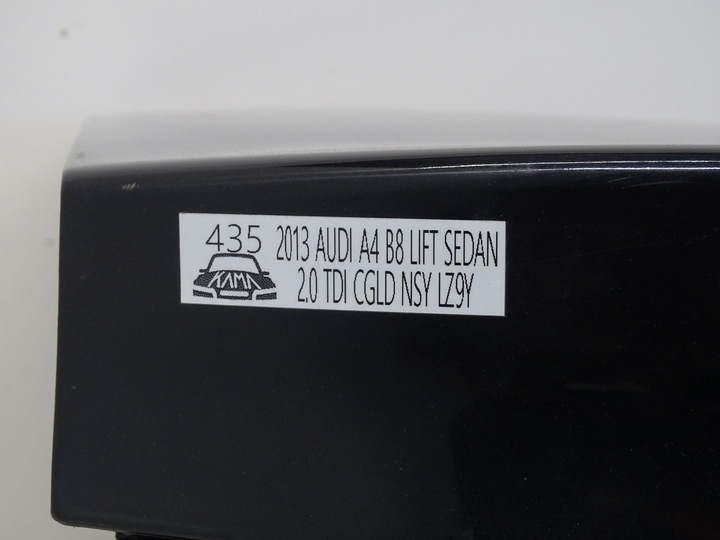 435 2013 AUDI A4 B8 LIFT SEDAN
KAMA 2.0 TDI CGLD NSY LZ9Y